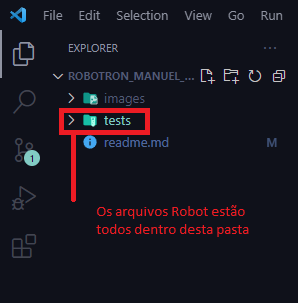 File Edit Selection View Go Run
EXPLORER
ROBOTRON_MANUEL_...
images
tests
readme.md M
1
Os arquivos Robot estão
todos dentro desta pasta